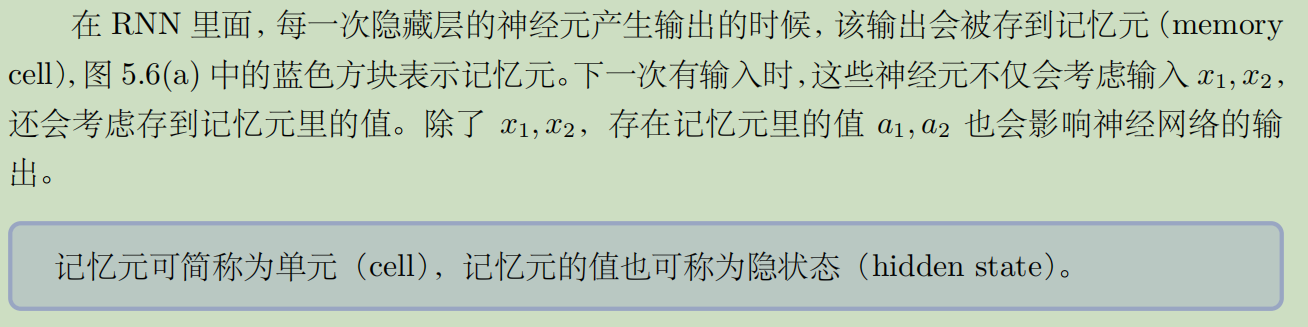 在 RNN 里面，每一次隐藏层的神经元产生输出的时候，该输出会被存到记忆元（memory
cell），图 5.6(a) 中的蓝色方块表示记忆元。下一次有输入时，这些神经元不仅会考虑输入 x₁, x₂，
还会考虑存到记忆元里的值。除了 x₁, x₂，存在记忆元里的值 a₁, a₂ 也会影响神经网络的输
出。
记忆元可简称为单元（cell），记忆元的值也可称为隐状态（hidden state）。